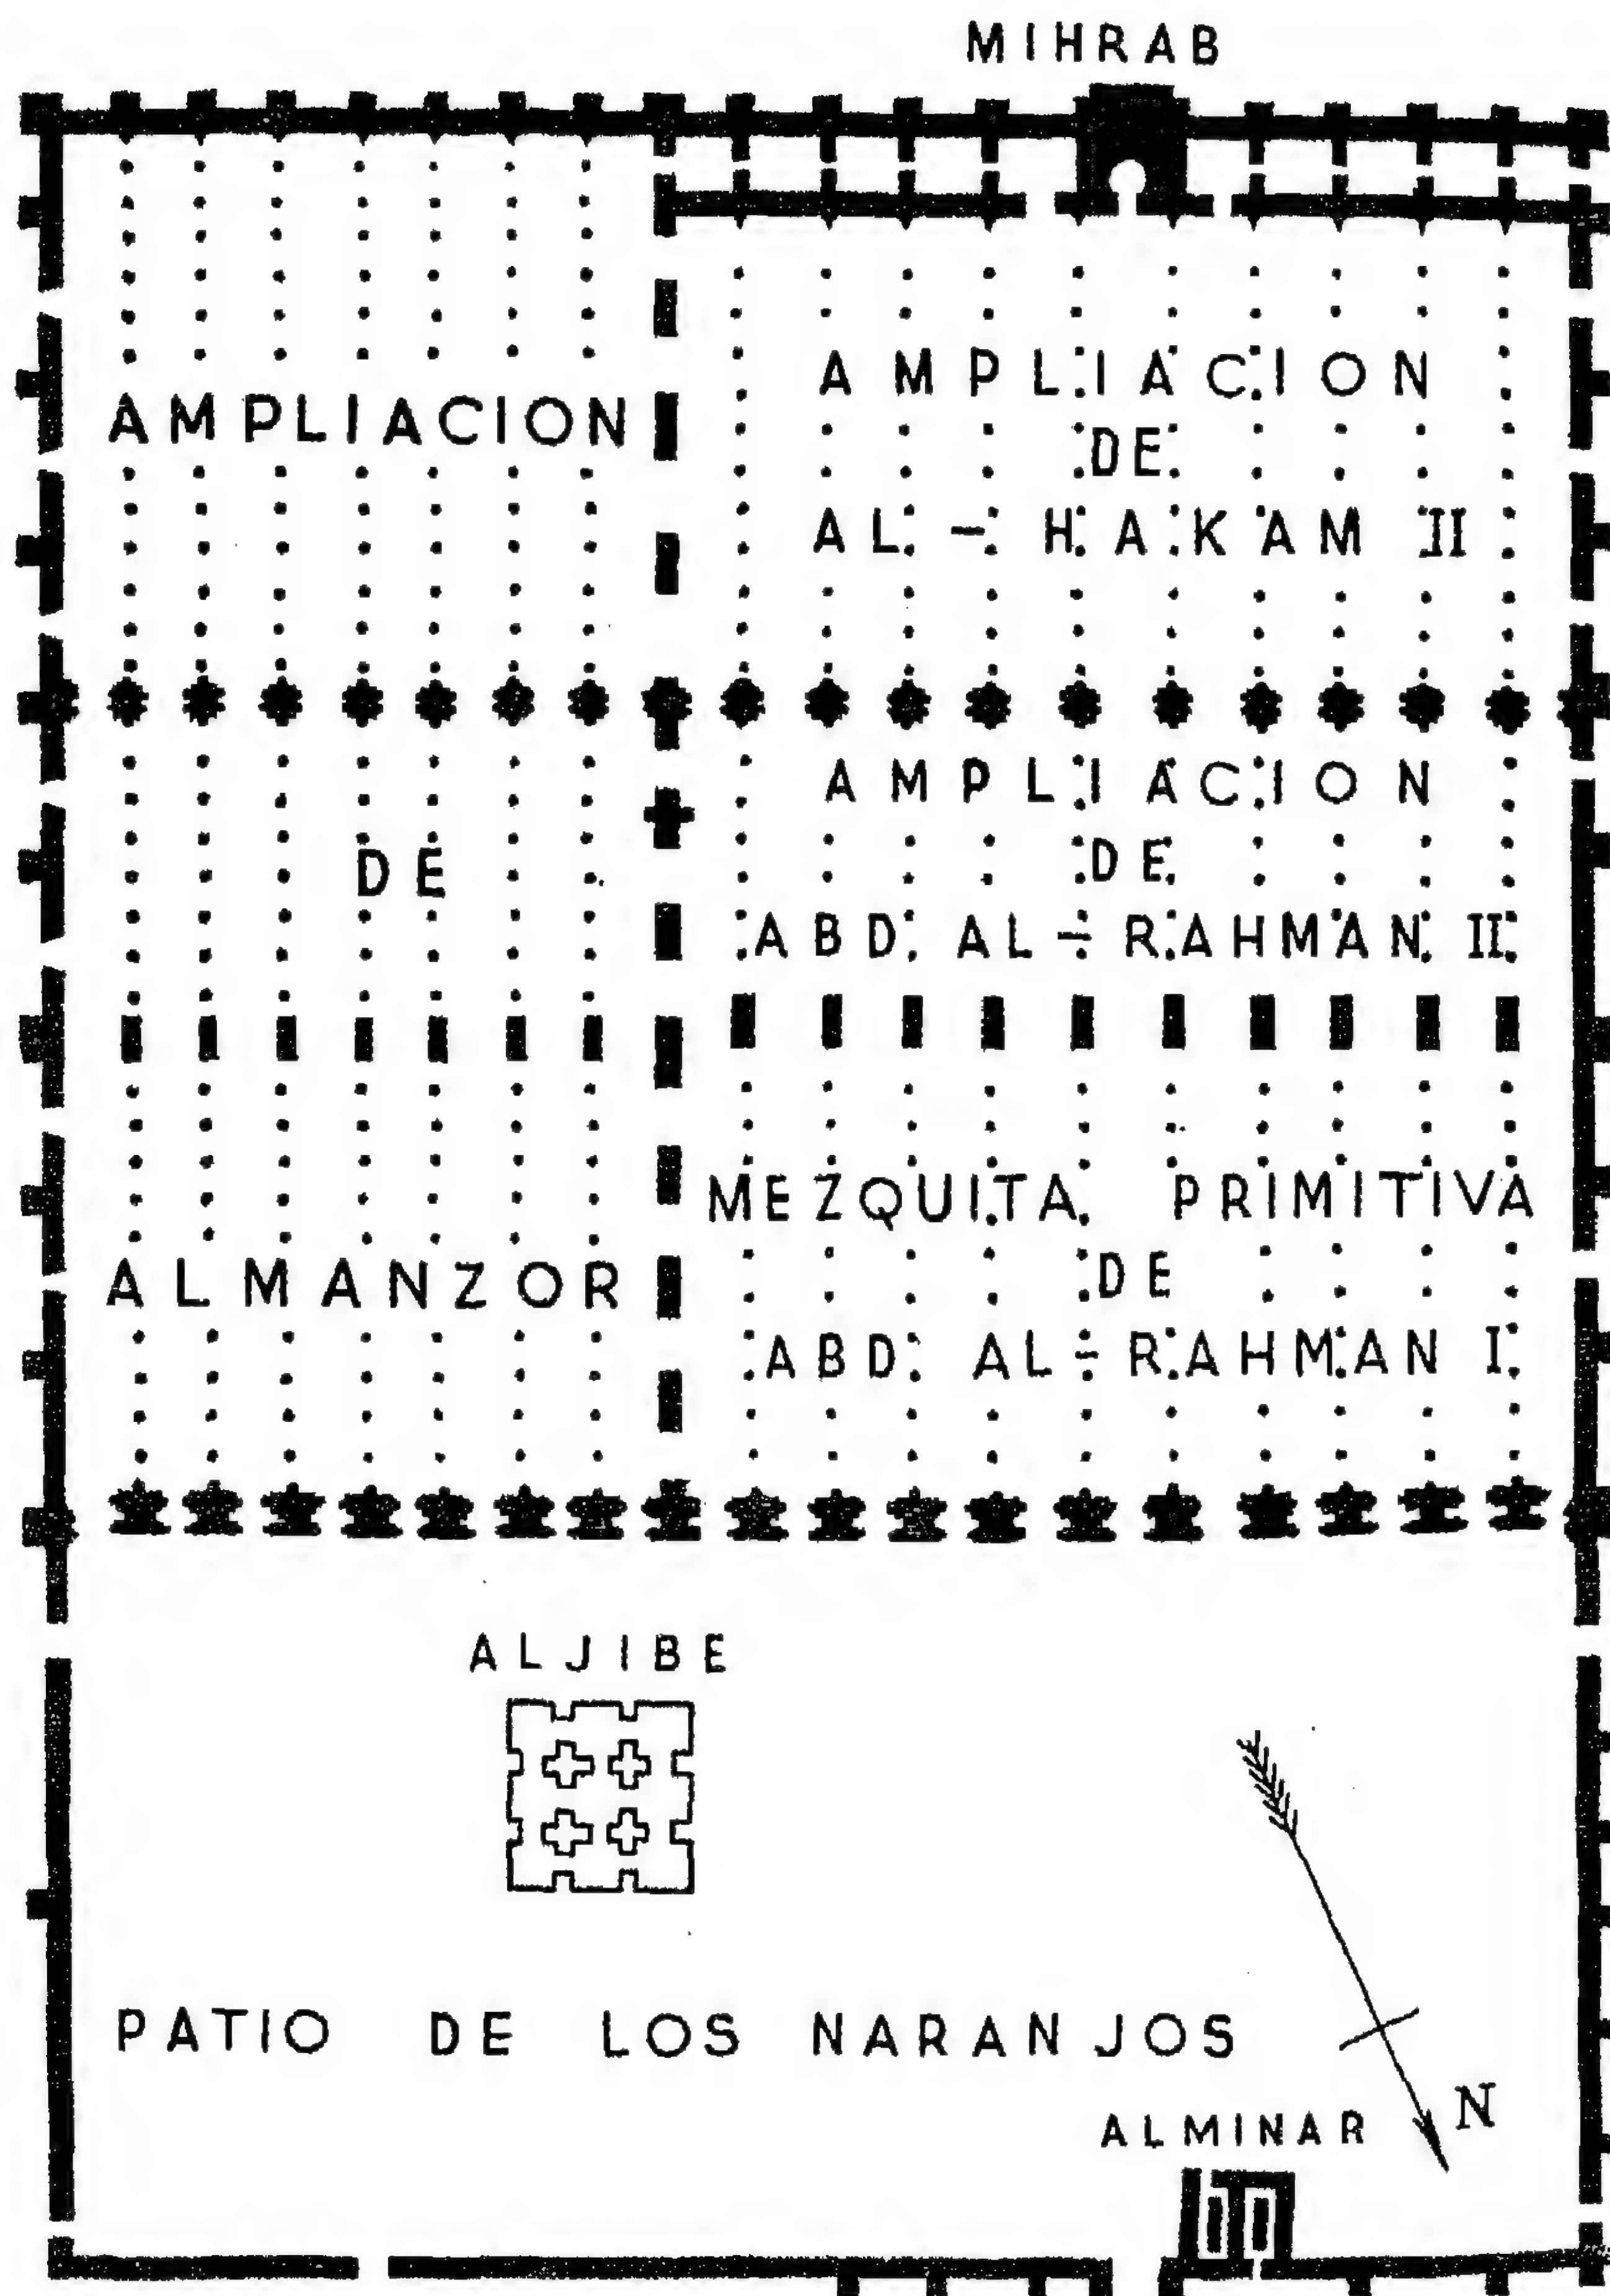 MIHRAB
AMPLIACION
DE
ALMANZOR
AMPLIACION
DE
AL-HAKAM II
AMPLIACION
DE
ABD AL-RAHMAN II
MEZQUITA PRIMITIVA
DE
ABD AL-RAHMAN I
ALJIBE
PATIO DE LOS NARANJOS
ALMINAR
N